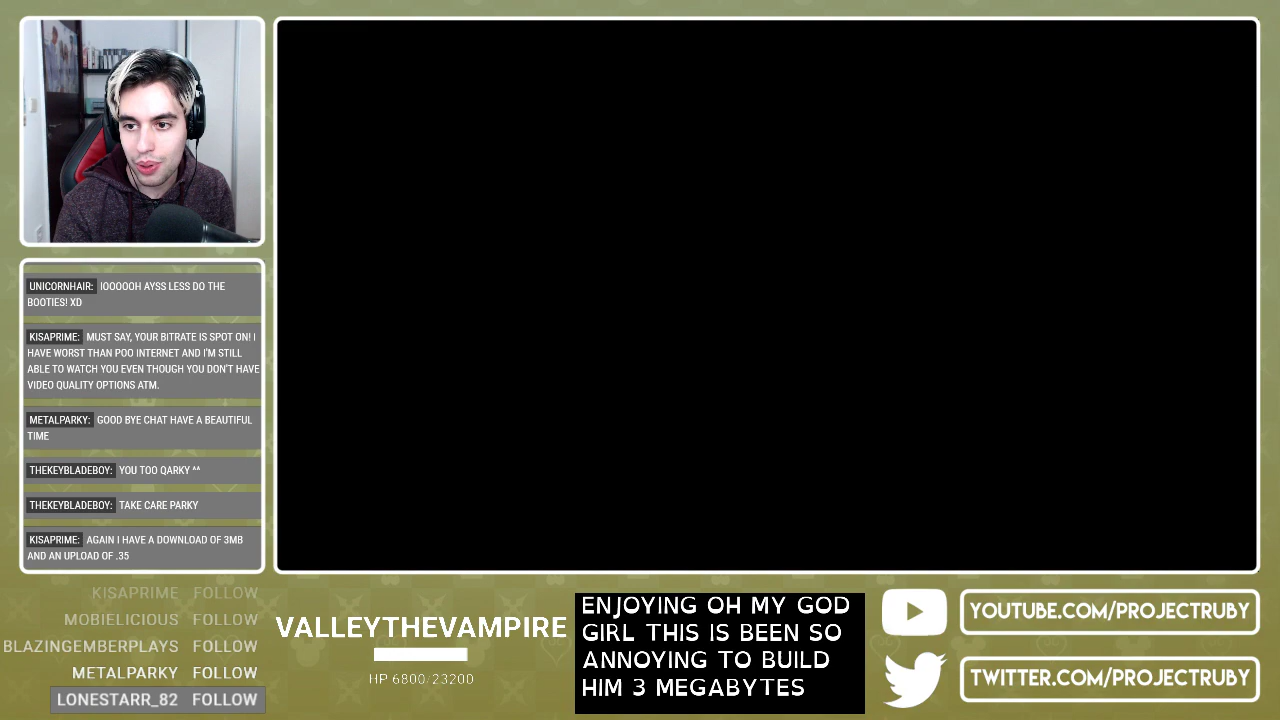 UNICORNHAIR: IOOOOOH AYSS LESS DO THE
BOOTIES! XD
KISAPRIME: MUST SAY, YOUR BITRATE IS SPOT ON! I
HAVE WORST THAN POO INTERNET AND I'M STILL
ABLE TO WATCH YOU EVEN THOUGH YOU DON'T HAVE
VIDEO QUALITY OPTIONS ATM.
METALPARKY: GOOD BYE CHAT HAVE A BEAUTIFUL
TIME
THEKEYBLADEBOY: YOU TOO QARKY ^^
THEKEYBLADEBOY: TAKE CARE PARKY
KISAPRIME: AGAIN I HAVE A DOWNLOAD OF 3MB
AND AN UPLOAD OF .35
KISAPRIME FOLLOW
MOBIELICIOUS FOLLOW
BLAZINGEMBERPLAYS FOLLOW
METALPARKY FOLLOW
LONESTARR_82 FOLLOW
VALLEYTHEVAMPIRE
HP 6800/23200
ENJOYING OH MY GOD
GIRL THIS IS BEEN SO
ANNOYING TO BUILD
HIM 3 MEGABYTES
YOUTUBE.COM/PROJECTRUBY
TWITTER.COM/PROJECTRUBY